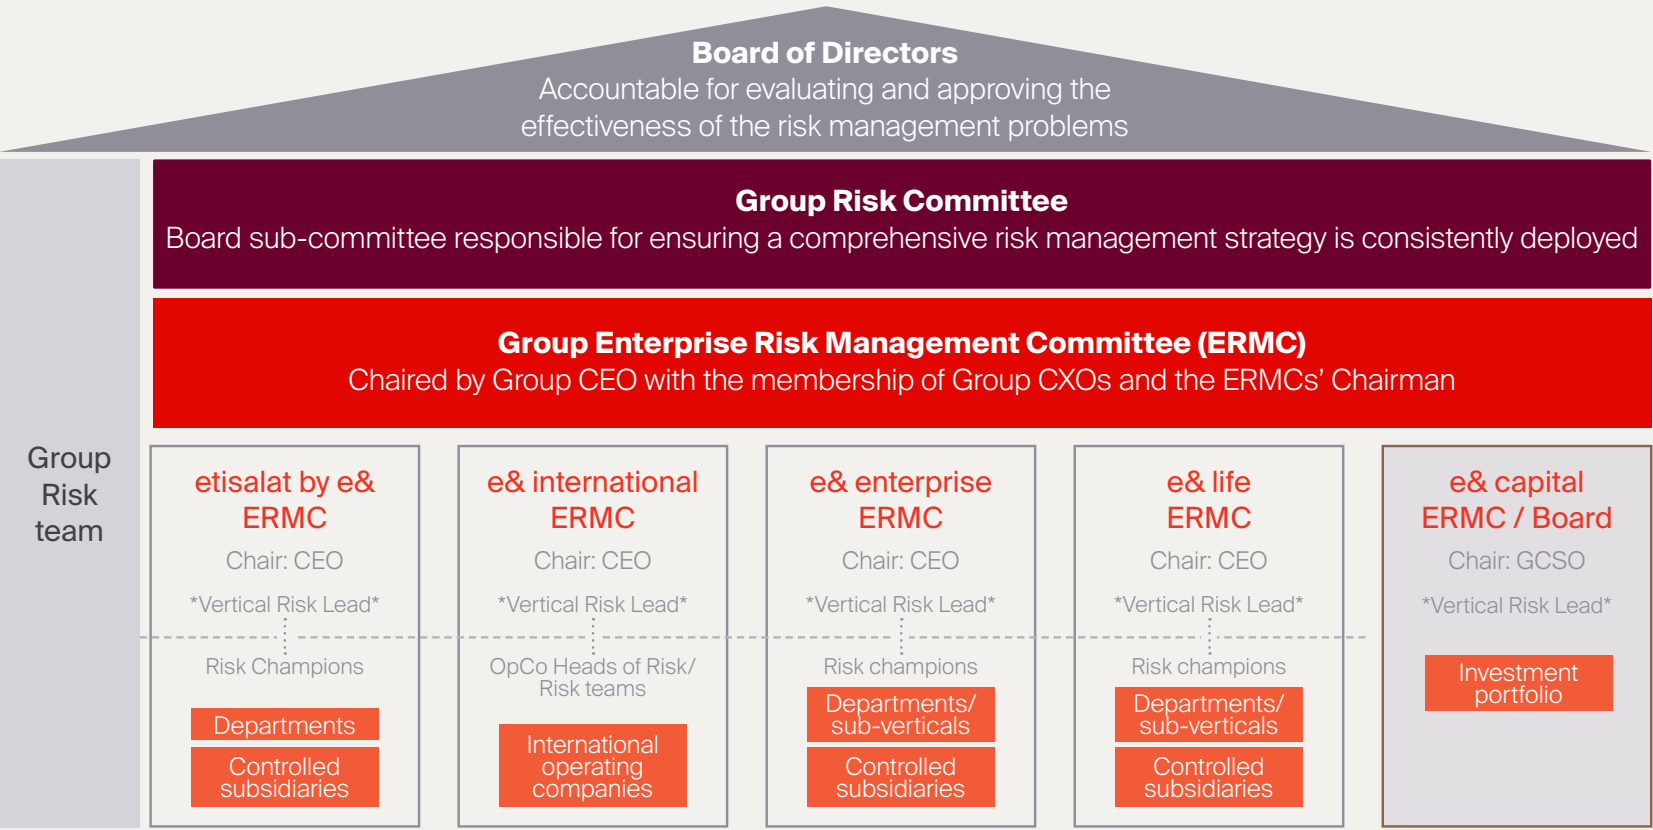 Board of Directors
Accountable for evaluating and approving the
effectiveness of the risk management problems
Group Risk Committee
Board sub-committee responsible for ensuring a comprehensive risk management strategy is consistently deployed
Group Enterprise Risk Management Committee (ERMC)
Chaired by Group CEO with the membership of Group CXOs and the ERMCs’ Chairman
Group
Risk
team
etisalat by e&
ERMC
Chair: CEO
*Vertical Risk Lead*
Risk Champions
Departments
Controlled
subsidiaries
e& international
ERMC
Chair: CEO
*Vertical Risk Lead*
OpCo Heads of Risk/
Risk teams
International
operating
companies
e& enterprise
ERMC
Chair: CEO
*Vertical Risk Lead*
Risk champions
Departments/
sub-verticals
Controlled
subsidiaries
e& life
ERMC
Chair: CEO
*Vertical Risk Lead*
Risk champions
Departments/
sub-verticals
Controlled
subsidiaries
e& capital
ERMC / Board
Chair: GCSO
*Vertical Risk Lead*
Investment
portfolio